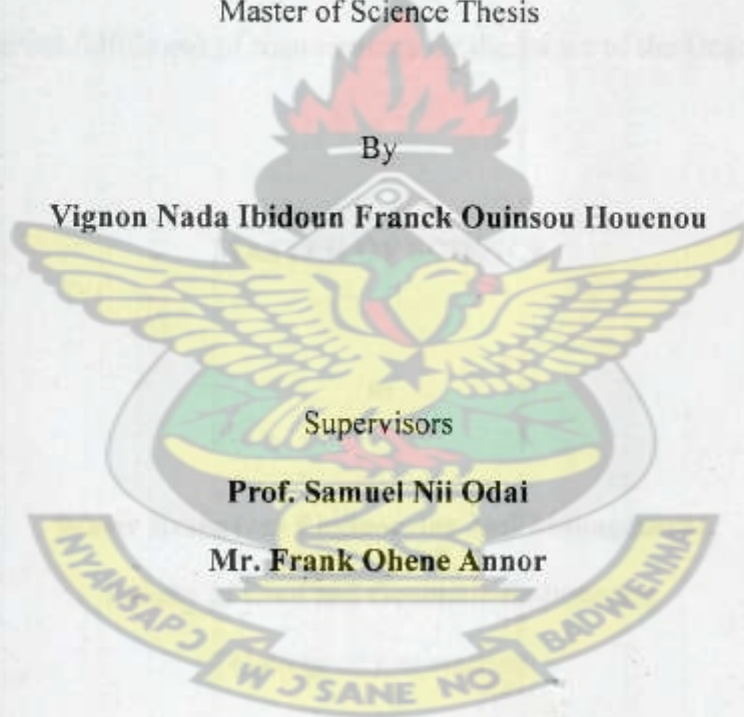 Master of Science Thesis
By
Vignon Nada Ibidoun Franck Ouinsou Houenou
Supervisors
Prof. Samuel Nii Odai
Mr. Frank Ohene Annor
NYANSAPƆ WƆSANE NO BADWENMA